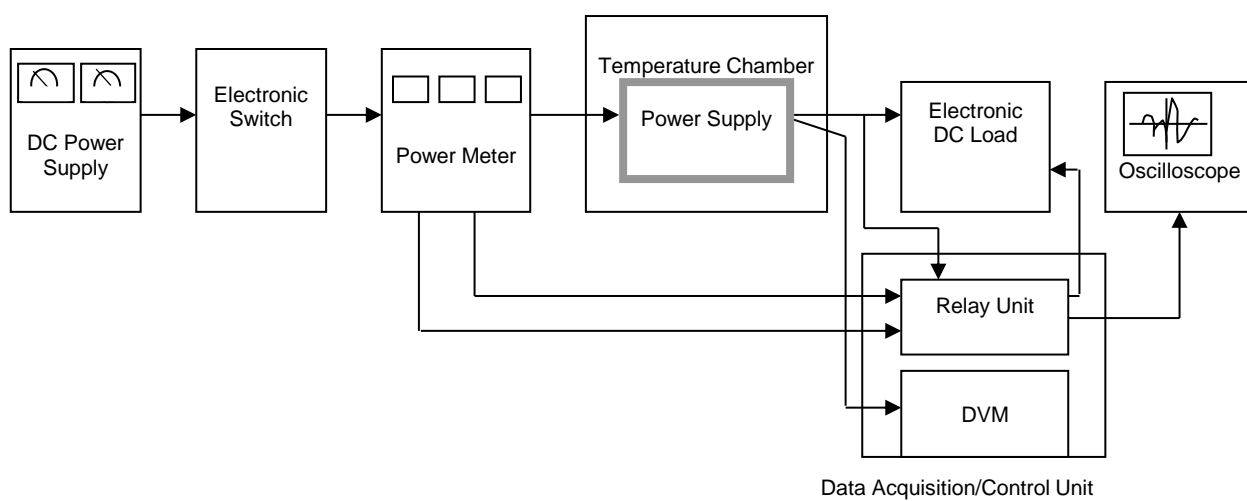 Temperature Chamber
Electronic
Switch
Electronic
DC Load
Power Supply
DC Power
Supply
Power Meter
Oscilloscope
Relay Unit
DVM
Data Acquisition/Control Unit